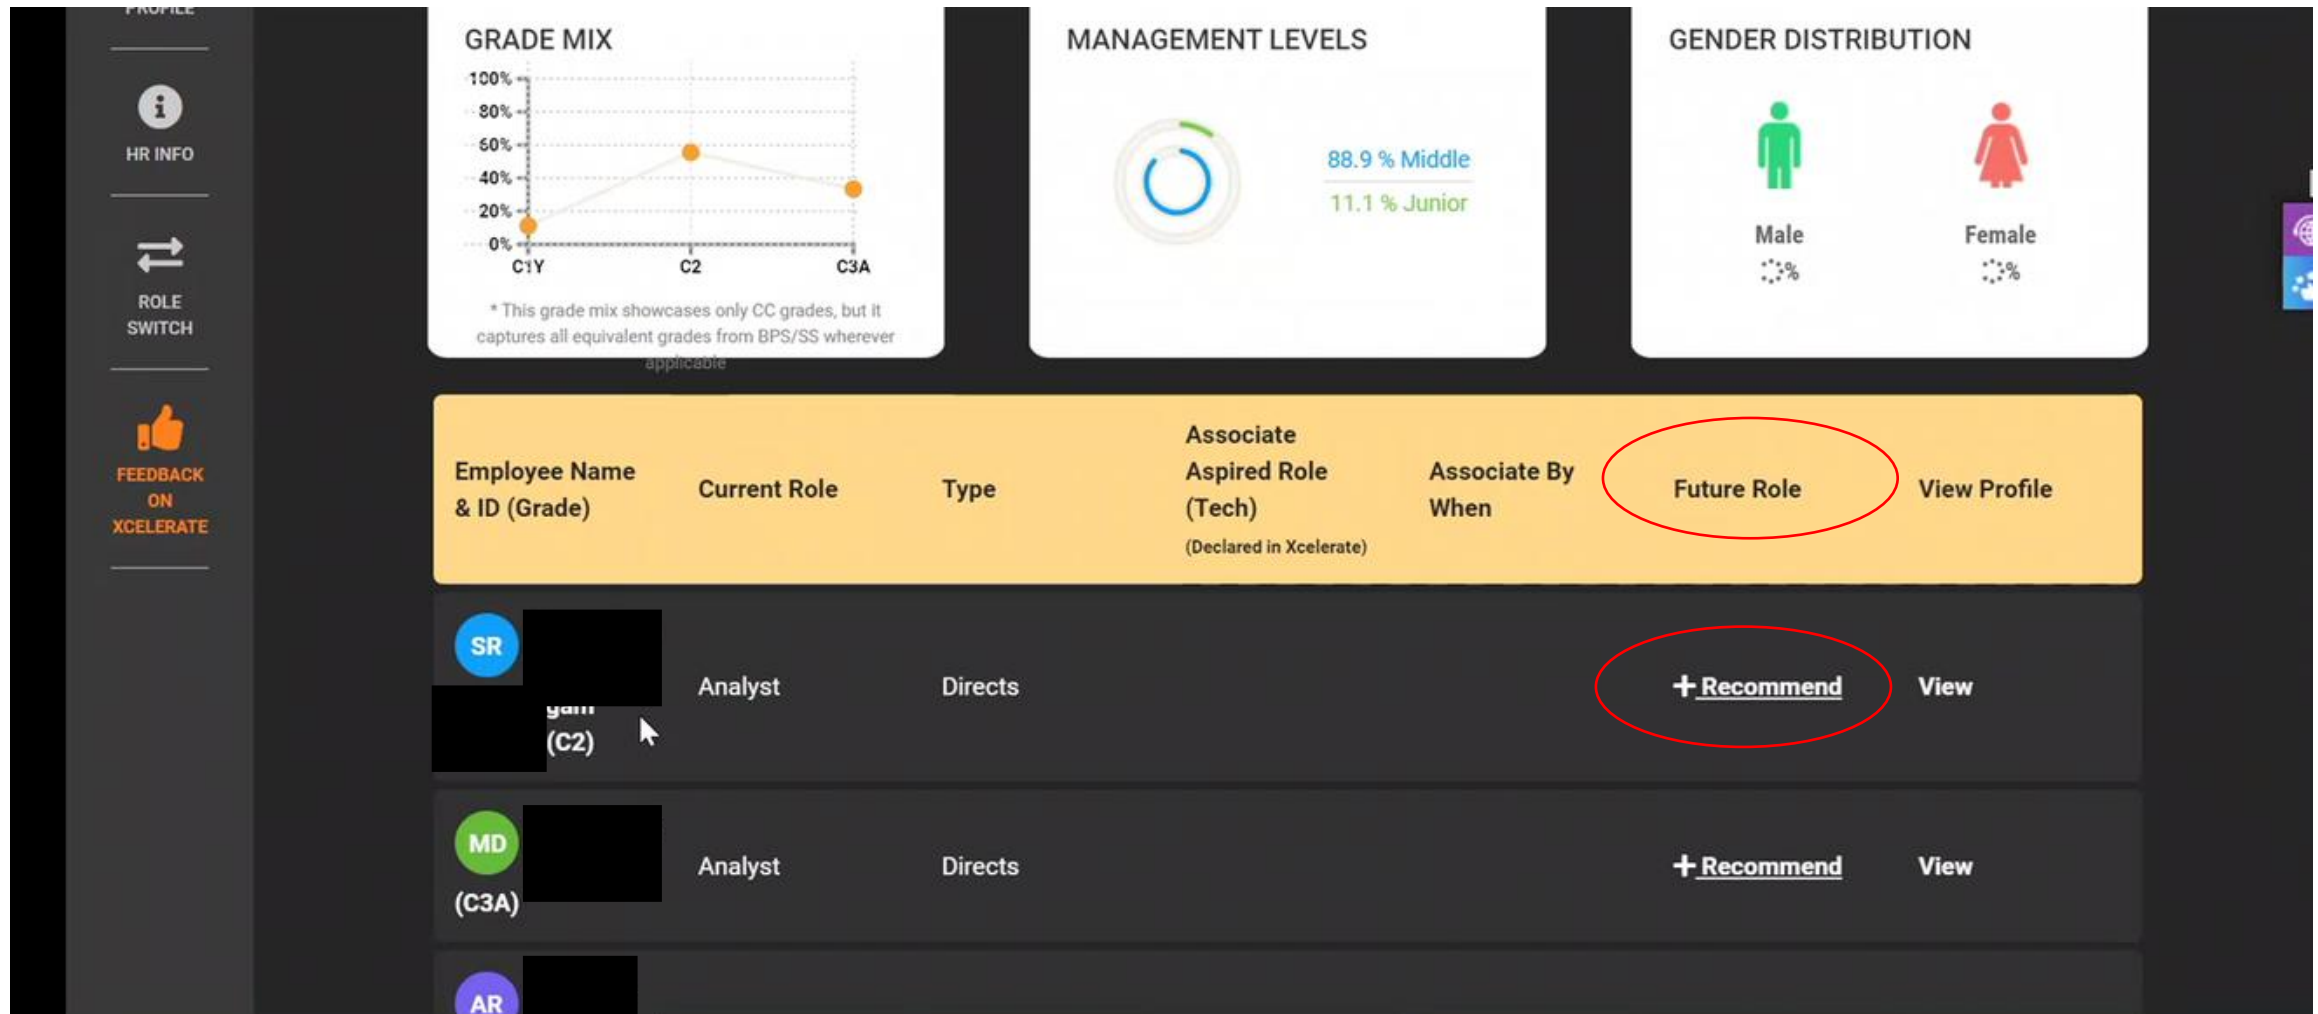 PROFILE
HR INFO
ROLE
SWITCH
FEEDBACK
ON
XCELERATE
GRADE MIX
100%
80%
60%
40%
20%
0%
C1Y C2 C3A
* This grade mix showcases only CC grades, but it
captures all equivalent grades from BPS/SS wherever
applicable
MANAGEMENT LEVELS
88.9 % Middle
11.1 % Junior
GENDER DISTRIBUTION
Male Female
% %
Employee Name
& ID (Grade)
Current Role
Type
Associate
Aspired Role
(Tech)
(Declared in Xcelerate)
Associate By
When
Future Role
View Profile
SR
gam
(C2)
Analyst
Directs
+ Recommend
View
MD
(C3A)
Analyst
Directs
+ Recommend
View
AR